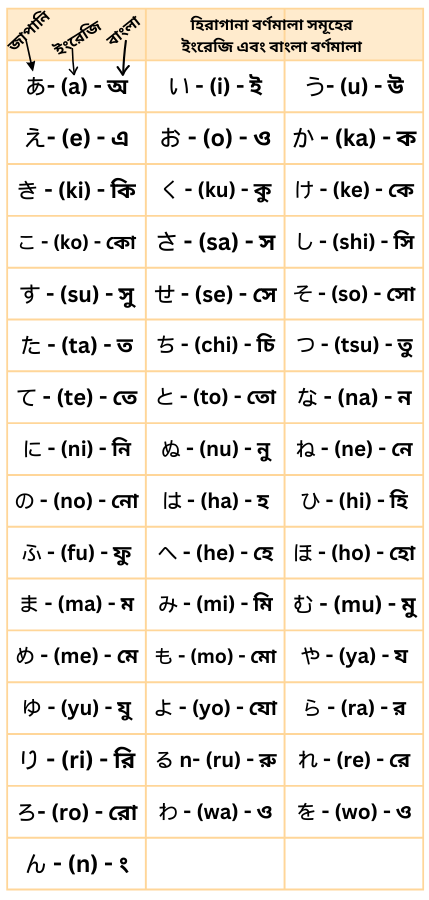 জাপানি ইংরেজি বাংলা
হিরাগানা বর্ণমালা সমূহের
ইংরেজি এবং বাংলা বর্ণমালা
あ- (a) - অ い - (i) - ই う- (u) - উ
え- (e) - এ お - (o) - ও か - (ka) - ক
き - (ki) - কি く - (ku) - কু け - (ke) - কে
こ - (ko) - কো さ - (sa) - স し - (shi) - সি
す - (su) - সু せ - (se) - সে そ - (so) - সো
た - (ta) - ত ち - (chi) - চি つ - (tsu) - তু
て - (te) - তে と - (to) - তো な - (na) - ন
に - (ni) - নি ぬ - (nu) - নু ね - (ne) - নে
の - (no) - নো は - (ha) - হ ひ - (hi) - হি
ふ - (fu) - ফু へ - (he) - হে ほ - (ho) - হো
ま - (ma) - ম み - (mi) - মি む - (mu) - মু
め - (me) - মে も - (mo) - মো や - (ya) - য
ゆ - (yu) - যু よ - (yo) - যো ら - (ra) - র
り - (ri) - রি る n- (ru) - রু れ - (re) - রে
ろ- (ro) - রো わ - (wa) - ও を - (wo) - ও
ん - (n) - ং